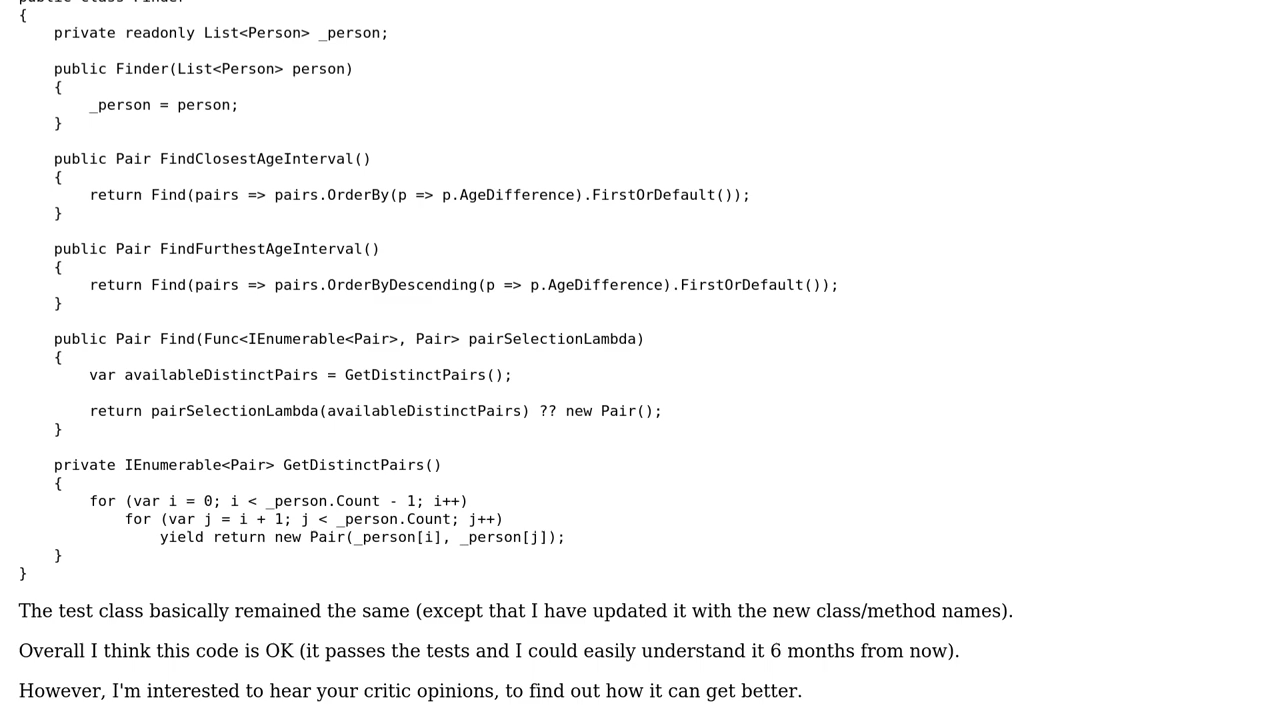 public class Finder
{
    private readonly List<Person> _person;

    public Finder(List<Person> person)
    {
        _person = person;
    }

    public Pair FindClosestAgeInterval()
    {
        return Find(pairs => pairs.OrderBy(p => p.AgeDifference).FirstOrDefault());
    }

    public Pair FindFurthestAgeInterval()
    {
        return Find(pairs => pairs.OrderByDescending(p => p.AgeDifference).FirstOrDefault());
    }

    public Pair Find(Func<IEnumerable<Pair>, Pair> pairSelectionLambda)
    {
        var availableDistinctPairs = GetDistinctPairs();

        return pairSelectionLambda(availableDistinctPairs) ?? new Pair();
    }

    private IEnumerable<Pair> GetDistinctPairs()
    {
        for (var i = 0; i < _person.Count - 1; i++)
            for (var j = i + 1; j < _person.Count; j++)
                yield return new Pair(_person[i], _person[j]);
    }
}
The test class basically remained the same (except that I have updated it with the new class/method names).
Overall I think this code is OK (it passes the tests and I could easily understand it 6 months from now).
However, I'm interested to hear your critic opinions, to find out how it can get better.